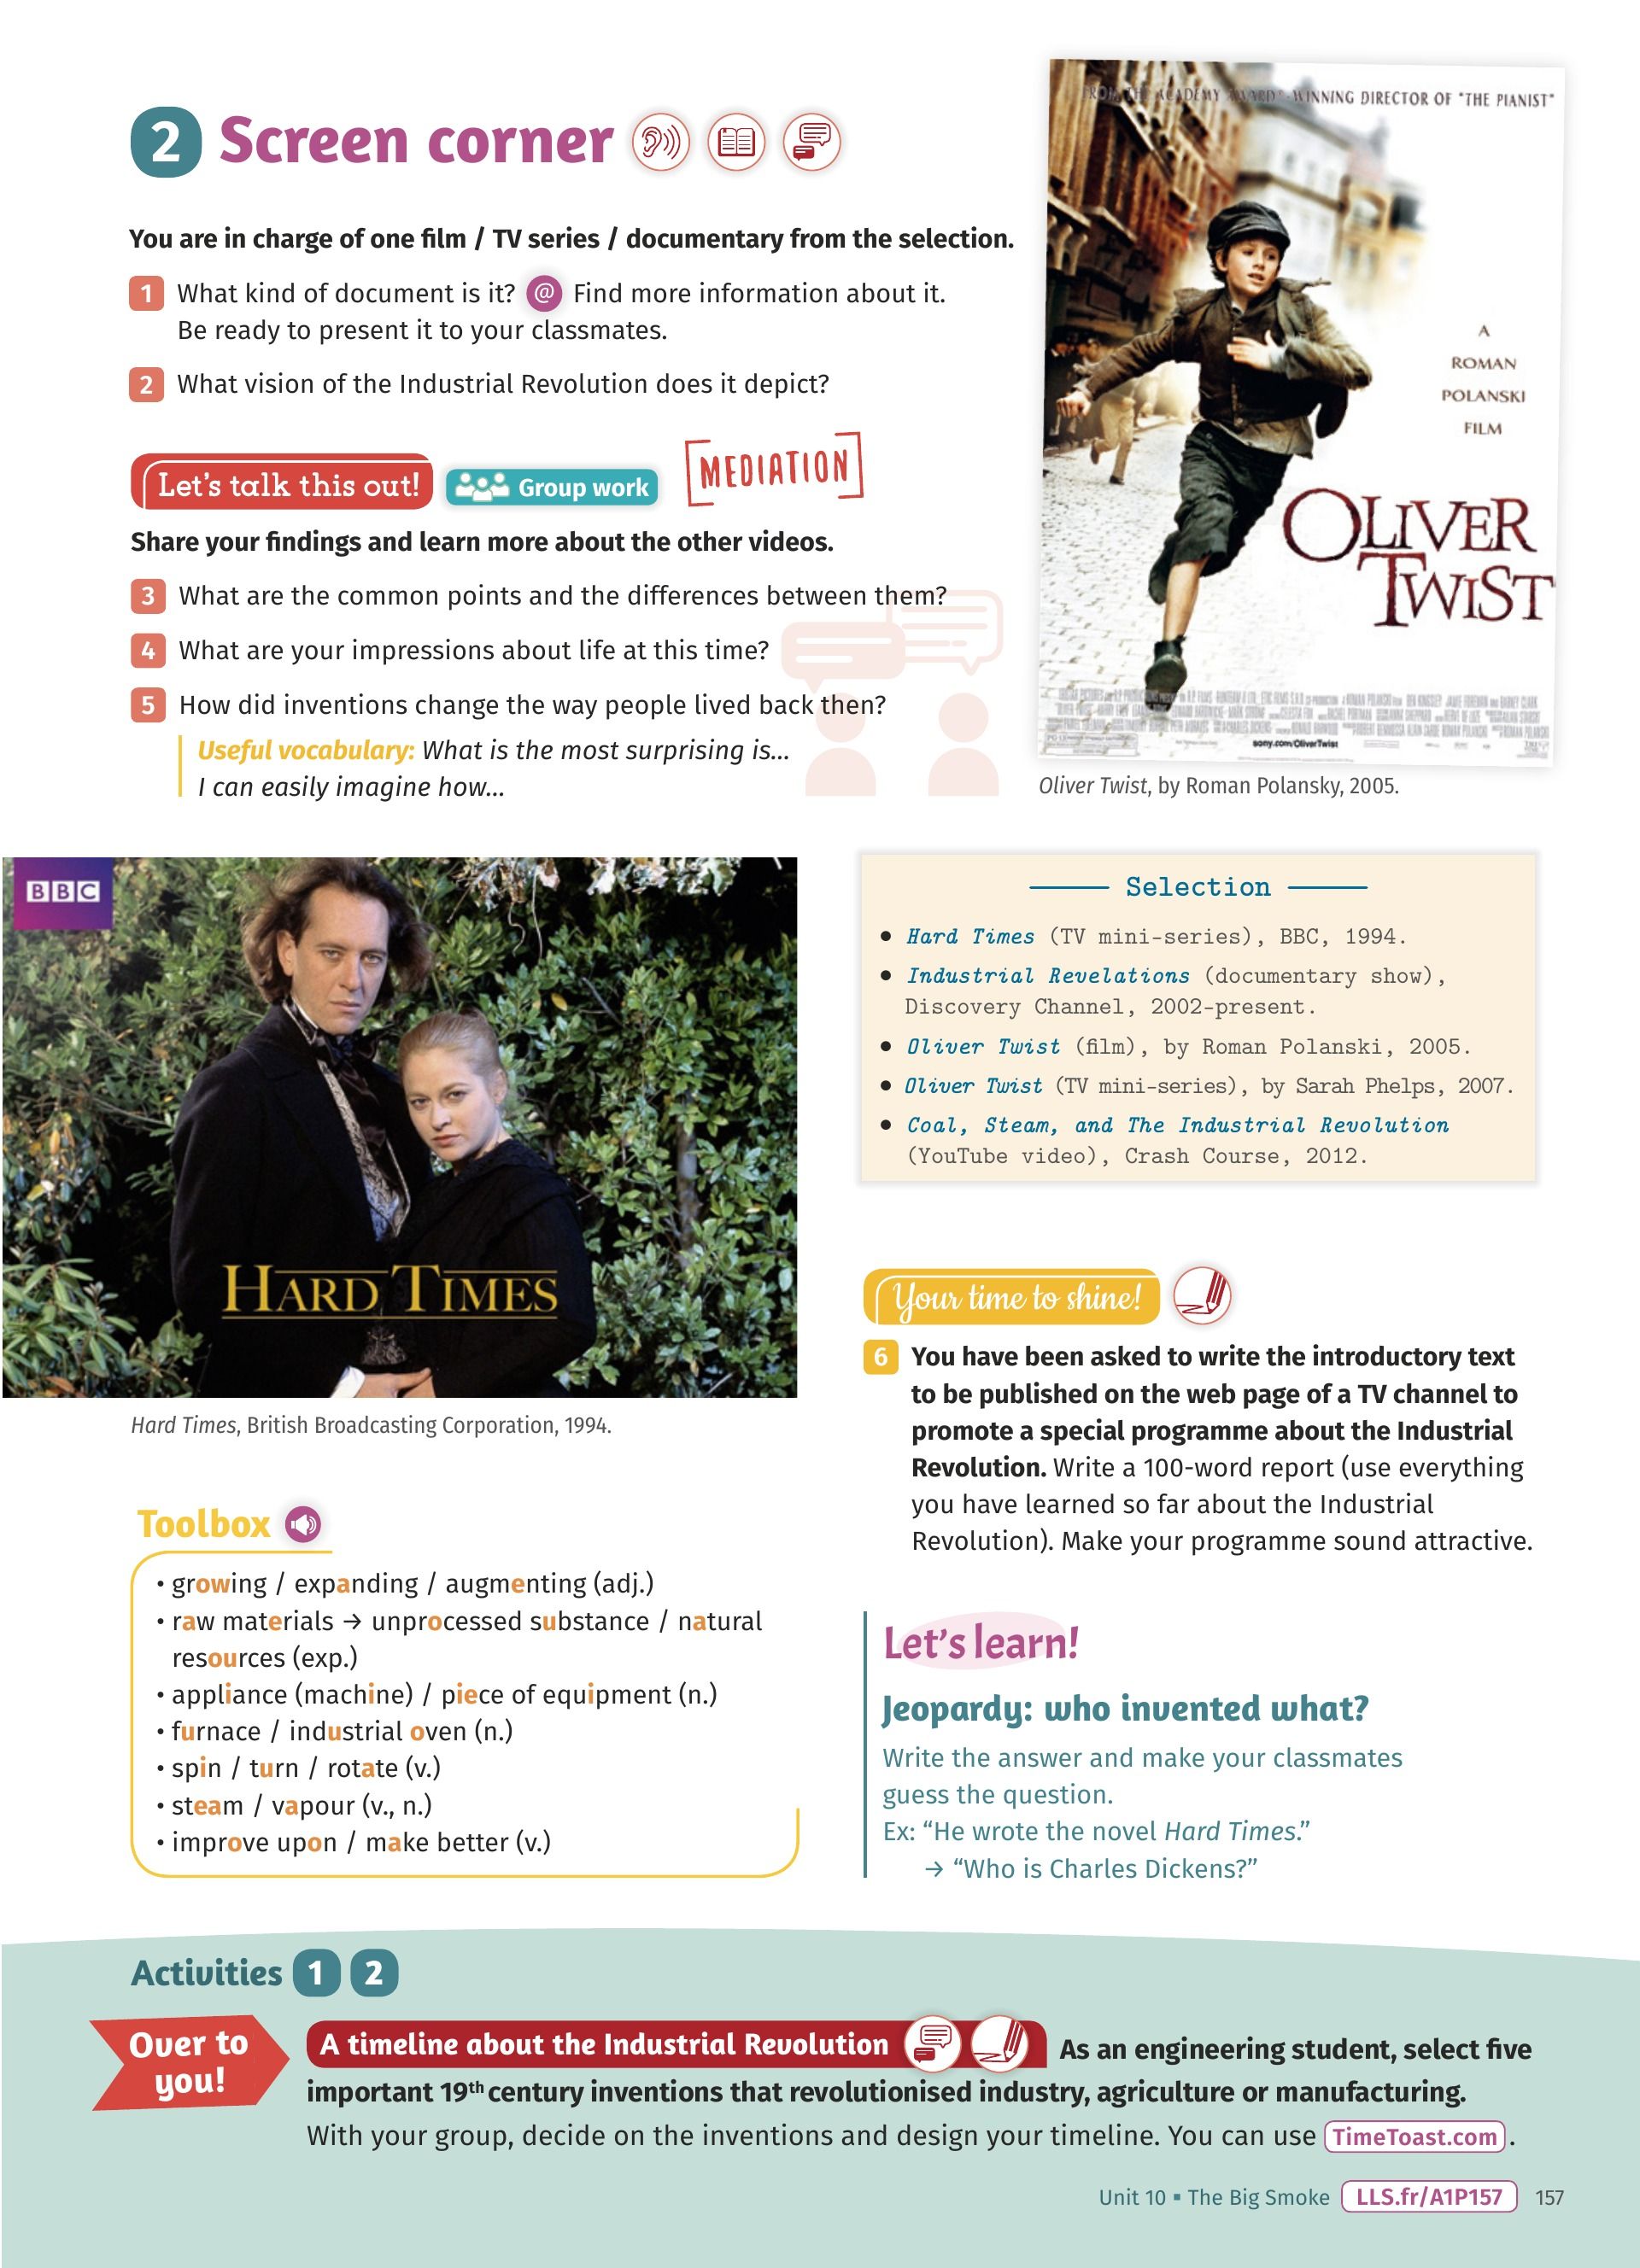 2 Screen corner
You are in charge of one film / TV series / documentary from the selection.
1 What kind of document is it? @ Find more information about it.
Be ready to present it to your classmates.
2 What vision of the Industrial Revolution does it depict?
Let's talk this out! Group work [MEDIATION]
Share your findings and learn more about the other videos.
3 What are the common points and the differences between them?
4 What are your impressions about life at this time?
5 How did inventions change the way people lived back then?
Useful vocabulary: What is the most surprising is...
I can easily imagine how...
FROM THE ACADEMY AWARD®-WINNING DIRECTOR OF "THE PIANIST"
A
ROMAN
POLANSKI
FILM
OLIVER
TWIST
sony.com/OliverTwist
Oliver Twist, by Roman Polansky, 2005.
BBC
HARD TIMES
Hard Times, British Broadcasting Corporation, 1994.
Selection
• Hard Times (TV mini-series), BBC, 1994.
• Industrial Revelations (documentary show),
Discovery Channel, 2002-present.
• Oliver Twist (film), by Roman Polanski, 2005.
• Oliver Twist (TV mini-series), by Sarah Phelps, 2007.
• Coal, Steam, and The Industrial Revolution
(YouTube video), Crash Course, 2012.
Your time to shine!
6 You have been asked to write the introductory text
to be published on the web page of a TV channel to
promote a special programme about the Industrial
Revolution. Write a 100-word report (use everything
you have learned so far about the Industrial
Revolution). Make your programme sound attractive.
Toolbox
• growing / expanding / augmenting (adj.)
• raw materials → unprocessed substance / natural
resources (exp.)
• appliance (machine) / piece of equipment (n.)
• furnace / industrial oven (n.)
• spin / turn / rotate (v.)
• steam / vapour (v., n.)
• improve upon / make better (v.)
Let's learn!
Jeopardy: who invented what?
Write the answer and make your classmates
guess the question.
Ex: "He wrote the novel Hard Times."
→ "Who is Charles Dickens?"
Activities 1 2
Over to
you!
A timeline about the Industrial Revolution As an engineering student, select five
important 19th century inventions that revolutionised industry, agriculture or manufacturing.
With your group, decide on the inventions and design your timeline. You can use TimeToast.com.
Unit 10 ▪ The Big Smoke LLS.fr/A1P157 157